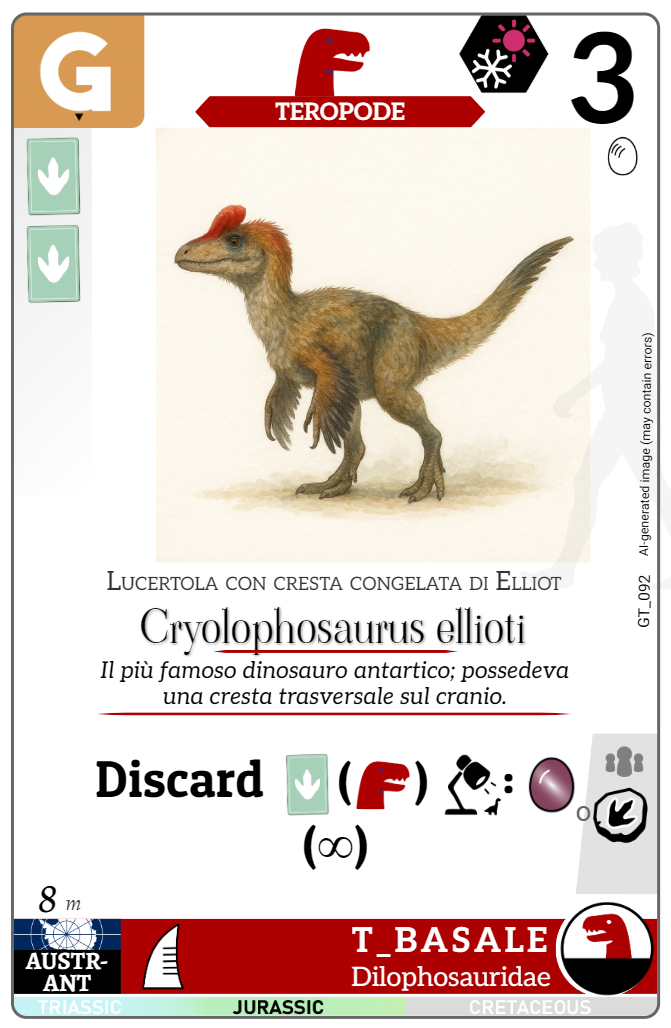 G
TEROPODE
3
AI-generated image (may contain errors)
GT_092
Lucertola con cresta congelata di Elliot
Cryolophosaurus ellioti
Il più famoso dinosauro antartico; possedeva
una cresta trasversale sul cranio.
Discard ( ) : o
(∞)
8 m
AUSTR-
ANT
T_BASALE
Dilophosauridae
TRIASSIC JURASSIC CRETACEOUS